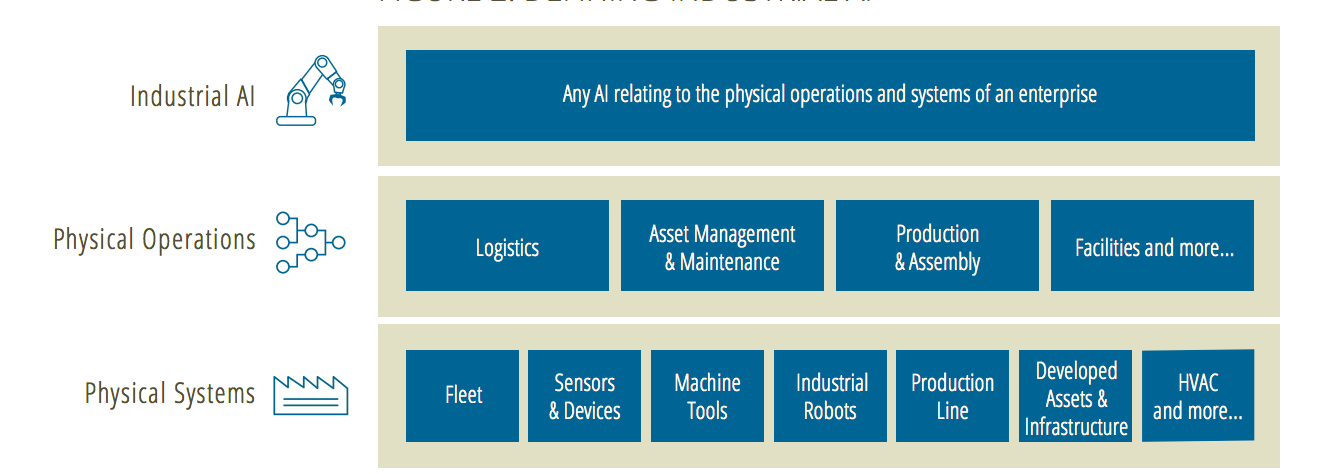 Industrial AI
Any AI relating to the physical operations and systems of an enterprise
Physical Operations
Logistics
Asset Management
& Maintenance
Production
& Assembly
Facilities and more...
Physical Systems
Fleet
Sensors
& Devices
Machine
Tools
Industrial
Robots
Production
Line
Developed
Assets &
Infrastructure
HVAC
and more...